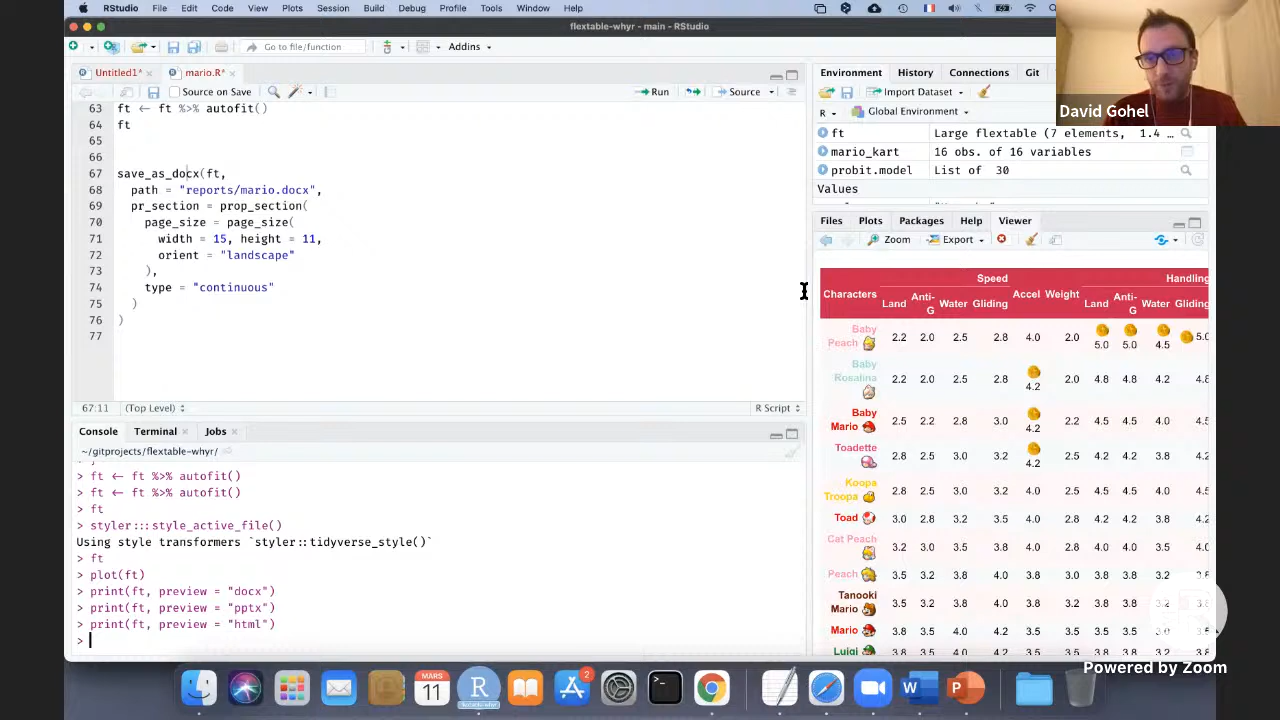 RStudio File Edit Code View Plots Session Build Debug Profile Tools Window Help
flextable-whyr - main - RStudio
Go to file/function Addins
Untitled1* mario.R*
Source on Save Run Source
63 ft ← ft %>% autofit()
64 ft
65
66
67 save_as_docx(ft,
68 path = "reports/mario.docx",
69 pr_section = prop_section(
70 page_size = page_size(
71 width = 15, height = 11,
72 orient = "landscape"
73 ),
74 type = "continuous"
75 )
76 )
77
67:11 (Top Level) R Script
Console Terminal Jobs
~/gitprojects/flextable-whyr/
> ft ← ft %>% autofit()
> ft ← ft %>% autofit()
> ft
> styler:::style_active_file()
Using style transformers `styler::tidyverse_style()`
> ft
> plot(ft)
> print(ft, preview = "docx")
> print(ft, preview = "pptx")
> print(ft, preview = "html")
>
Environment History Connections Git
Import Dataset
R Global Environment
ft Large flextable (7 elements, 1.4 …
mario_kart 16 obs. of 16 variables
probit.model List of 30
Values
Files Plots Packages Help Viewer
Zoom Export
Characters Speed Accel Weight Handling
Land Anti-G Water Gliding Land Anti-G Water Gliding
Baby Peach 2.2 2.0 2.5 2.8 4.0 2.0 5.0 5.0 4.5 5.0
Baby Rosalina 2.2 2.0 2.5 2.8 4.2 2.0 4.8 4.8 4.2 4.8
Baby Mario 2.5 2.2 2.8 3.0 4.2 2.2 4.5 4.5 4.0 4.5
Toadette 2.8 2.5 3.0 3.2 4.2 2.5 4.2 4.2 3.8 4.2
Koopa Troopa 2.8 2.5 3.0 3.2 4.0 2.5 4.5 4.5 4.0 4.5
Toad 3.0 2.8 3.2 3.5 4.0 2.8 4.2 4.2 3.8 4.2
Cat Peach 3.2 3.0 3.5 3.8 4.0 2.8 4.0 4.0 3.5 4.0
Peach 3.5 3.2 3.8 4.0 3.8 3.0 3.8 3.8 3.2 3.8
Tanooki Mario 3.5 3.2 3.8 4.0 3.8 3.2 3.8 3.8 3.2 3.8
Mario 3.8 3.5 4.0 4.2 3.5 3.5 3.5 3.5 3.0 3.5
Luigi
David Gohel
Powered by Zoom
MARS
11
2